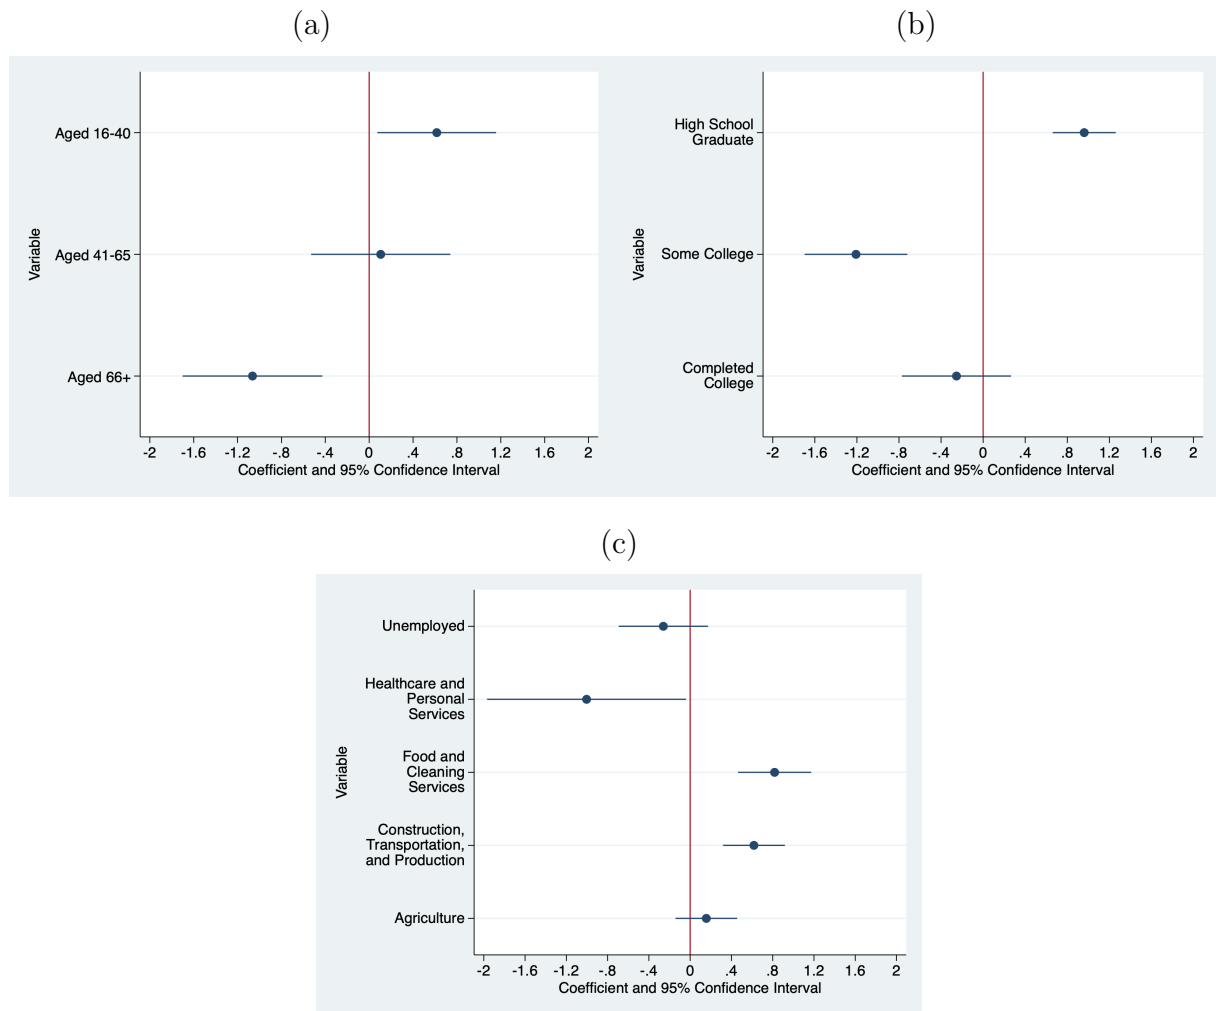 (a)
Aged 16-40
Aged 41-65
Aged 66+
Variable
-2 -1.6 -1.2 -.8 -.4 0 .4 .8 1.2 1.6 2
Coefficient and 95% Confidence Interval
(b)
High School
Graduate
Some College
Completed
College
Variable
-2 -1.6 -1.2 -.8 -.4 0 .4 .8 1.2 1.6 2
Coefficient and 95% Confidence Interval
(c)
Unemployed
Healthcare and
Personal
Services
Food and
Cleaning
Services
Construction,
Transportation,
and Production
Agriculture
Variable
-2 -1.6 -1.2 -.8 -.4 0 .4 .8 1.2 1.6 2
Coefficient and 95% Confidence Interval